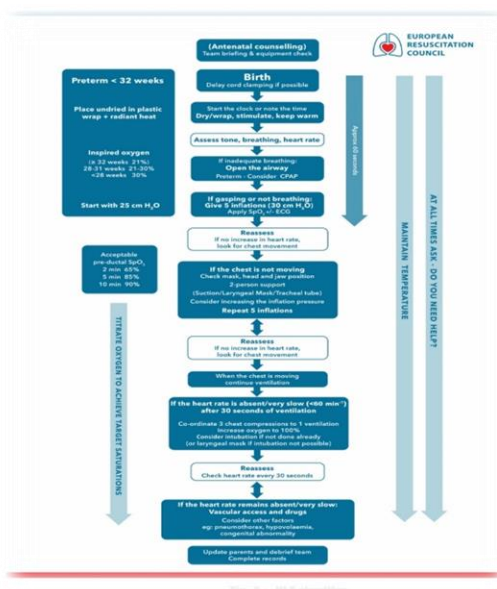 EUROPEAN
RESUSCITATION
COUNCIL
(Antenatal counselling)
Team briefing & equipment check
Preterm < 32 weeks
Place undried in plastic
wrap + radiant heat
Inspired oxygen
(≥ 32 weeks 21%)
28-31 weeks 21-30%
<28 weeks 30%
Start with 25 cm H₂O
Acceptable
pre-ductal SpO₂
2 min 65%
5 min 85%
10 min 90%
TITRATE OXYGEN TO ACHIEVE TARGET SATURATIONS
Birth
Delay cord clamping if possible
Start the clock or note the time
Dry/wrap, stimulate, keep warm
Assess tone, breathing, heart rate
If inadequate breathing:
Open the airway
Preterm - Consider CPAP
If gasping or not breathing:
Give 5 inflations (30 cm H₂O)
Apply SpO₂ +/- ECG
Reassess
If no increase in heart rate,
look for chest movement
If the chest is not moving
Check mask, head and jaw position
2-person support
(Suction/Laryngeal Mask/Tracheal tube)
Consider increasing the inflation pressure
Repeat 5 inflations
Reassess
If no increase in heart rate,
look for chest movement
When the chest is moving
continue ventilation
If the heart rate is absent/very slow (<60 min⁻¹)
after 30 seconds of ventilation
Co-ordinate 3 chest compressions to 1 ventilation
Increase oxygen to 100%
Consider intubation if not done already
(or laryngeal mask if intubation not possible)
Reassess
Check heart rate every 30 seconds
If the heart rate remains absent/very slow:
Vascular access and drugs
Consider other factors
eg: pneumothorax, hypovolaemia,
congenital abnormality
Update parents and debrief team
Complete records
Approx 60 seconds
MAINTAIN TEMPERATURE
AT ALL TIMES ASK - DO YOU NEED HELP?